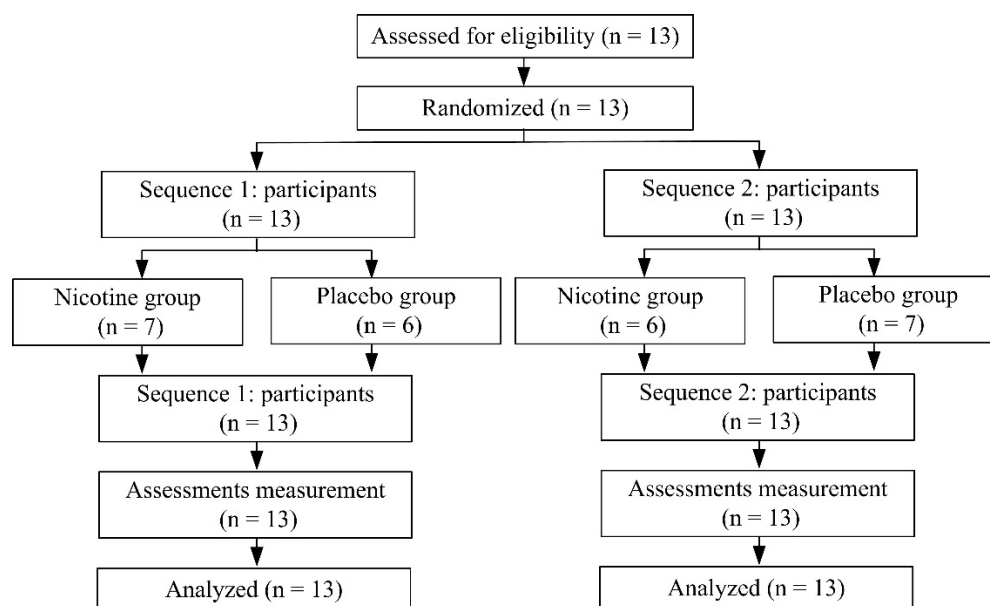 Assessed for eligibility (n = 13)
Randomized (n = 13)
Sequence 1: participants
(n = 13)
Sequence 2: participants
(n = 13)
Nicotine group
(n = 7)
Placebo group
(n = 6)
Nicotine group
(n = 6)
Placebo group
(n = 7)
Sequence 1: participants
(n = 13)
Sequence 2: participants
(n = 13)
Assessments measurement
(n = 13)
Assessments measurement
(n = 13)
Analyzed (n = 13)
Analyzed (n = 13)